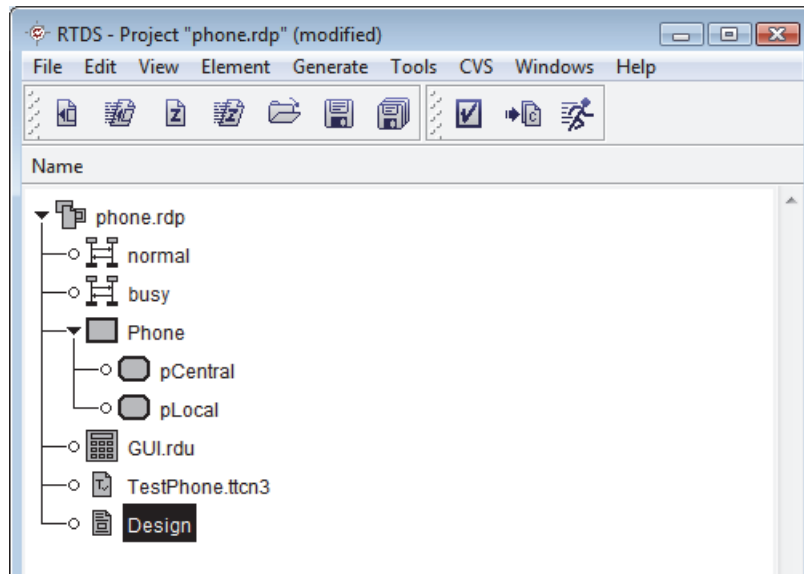 RTDS - Project "phone.rdp" (modified)
File Edit View Element Generate Tools CVS Windows Help
Name
phone.rdp
normal
busy
Phone
pCentral
pLocal
GUI.rdu
TestPhone.ttcn3
Design